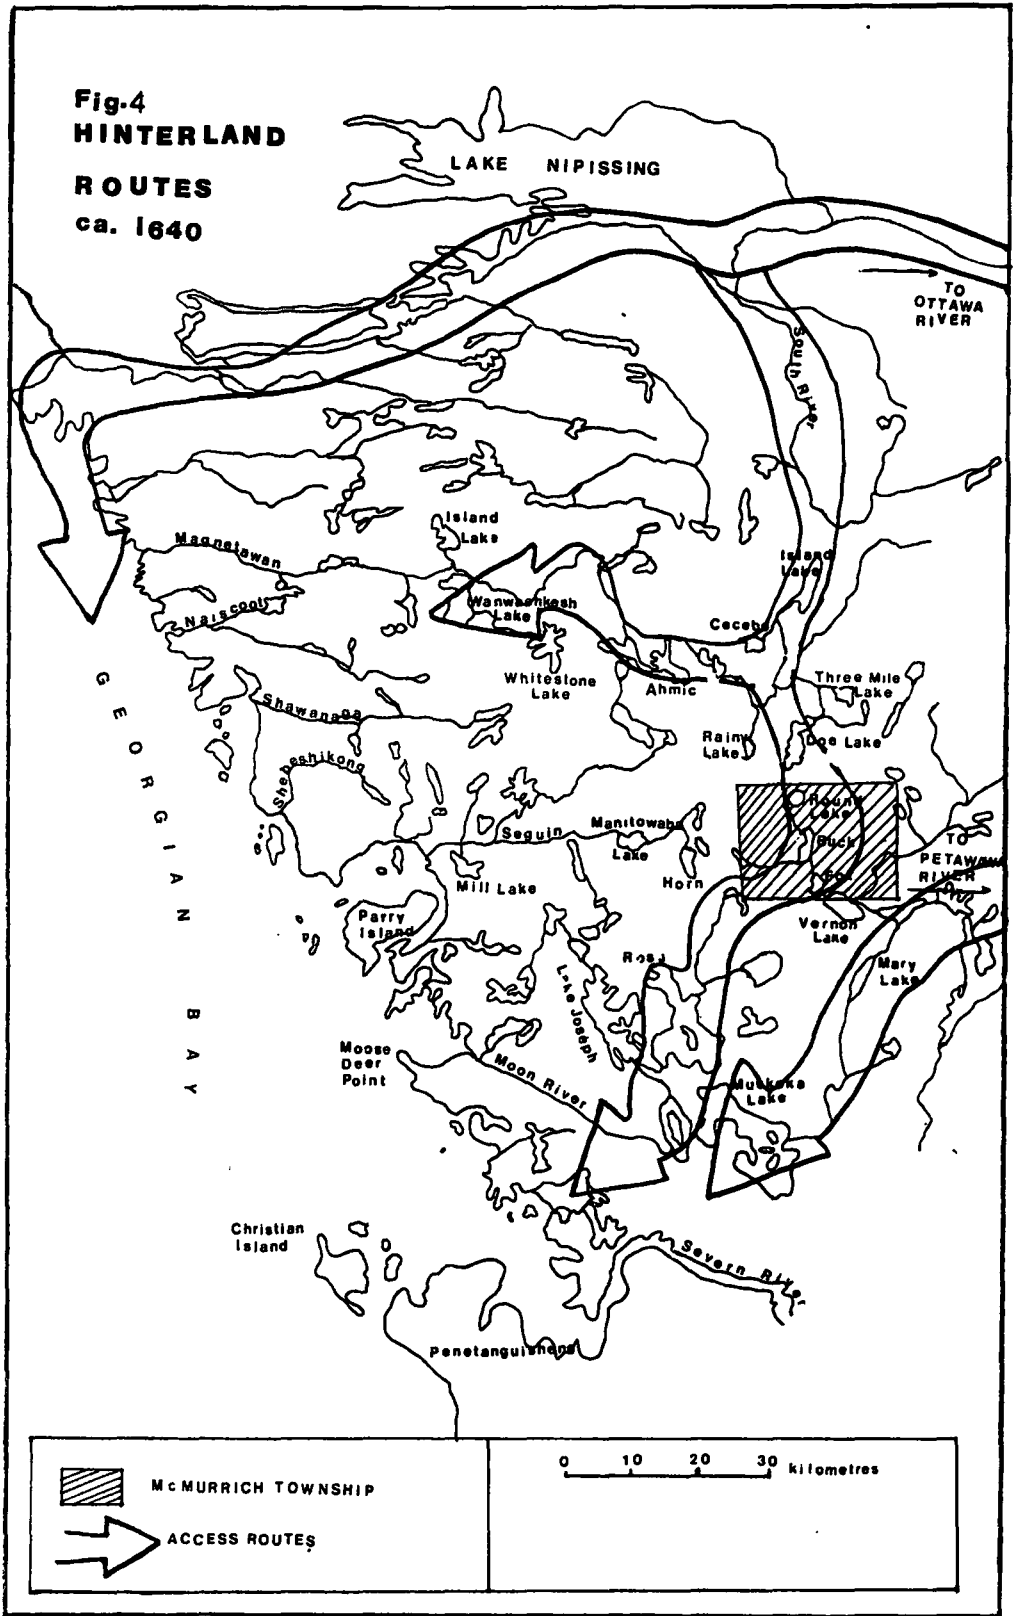 Fig.4
HINTERLAND
ROUTES
ca. 1640
LAKE NIPISSING
TO
OTTAWA
RIVER
South River
Island
Lake
Magnetawan
Island
Lake
Wanwashkesh
Lake
Naiscoot
Cecebe
Whitestone
Lake
Ahmic
Three Mile
Lake
Shawanaga
Rainy
Lake
Doe Lake
Shebeshikong
Round
Lake
Seguin
Manitowaba
Lake
Buck
TO
PETAWAWA
RIVER
Mill Lake
Horn
Fox
Parry
Island
Vernon
Lake
GEORGIAN BAY
Mary
Lake
Lake Joseph
Moose
Deer
Point
Moon River
Muskoka
Lake
Christian
Island
Severn River
Penetanguishene
McMURRICH TOWNSHIP
ACCESS ROUTES
0 10 20 30 kilometres